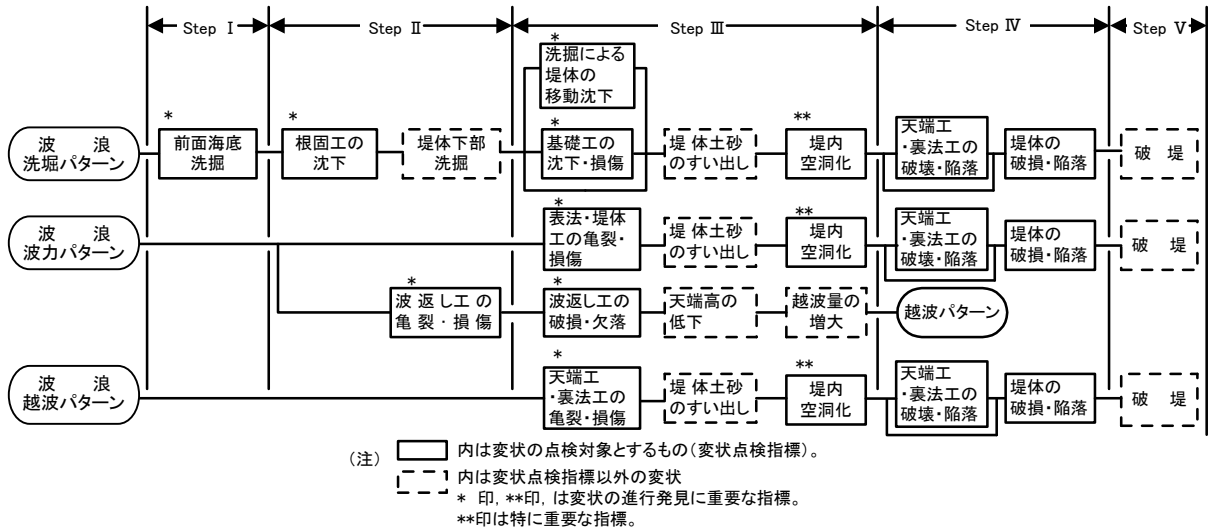 Step Ⅰ
Step Ⅱ
Step Ⅲ
Step Ⅳ
Step Ⅴ
*
洗掘による
堤体の
移動沈下
波 浪
洗堀パターン
*
前面海底
洗掘
*
根固工の
沈下
堤体下部
洗掘
*
基礎工の
沈下・損傷
堤 体土砂
のすい出し
**
堤内
空洞化
天端工
・裏法工の
破壊・陥落
堤体の
破損・陥落
破 堤
波 浪
波力パターン
*
表法・堤体
工の亀裂・
損傷
堤 体土砂
のすい出し
**
堤内
空洞化
天端工
・裏法工の
破壊・陥落
堤体の
破損・陥落
破 堤
*
波返し工 の
亀裂・損傷
*
波返し工の
破損・欠落
天端高の
低下
越波量の
増大
越波パターン
波 浪
越波パターン
*
天端工
・裏法工の
亀裂・損傷
堤 体土砂
のすい出し
**
堤内
空洞化
天端工
・裏法工の
破壊・陥落
堤体の
破損・陥落
破 堤
(注) 内は変状の点検対象とするもの(変状点検指標)。
内は変状点検指標以外の変状
* 印, **印, は変状の進行発見に重要な指標。
**印は特に重要な指標。